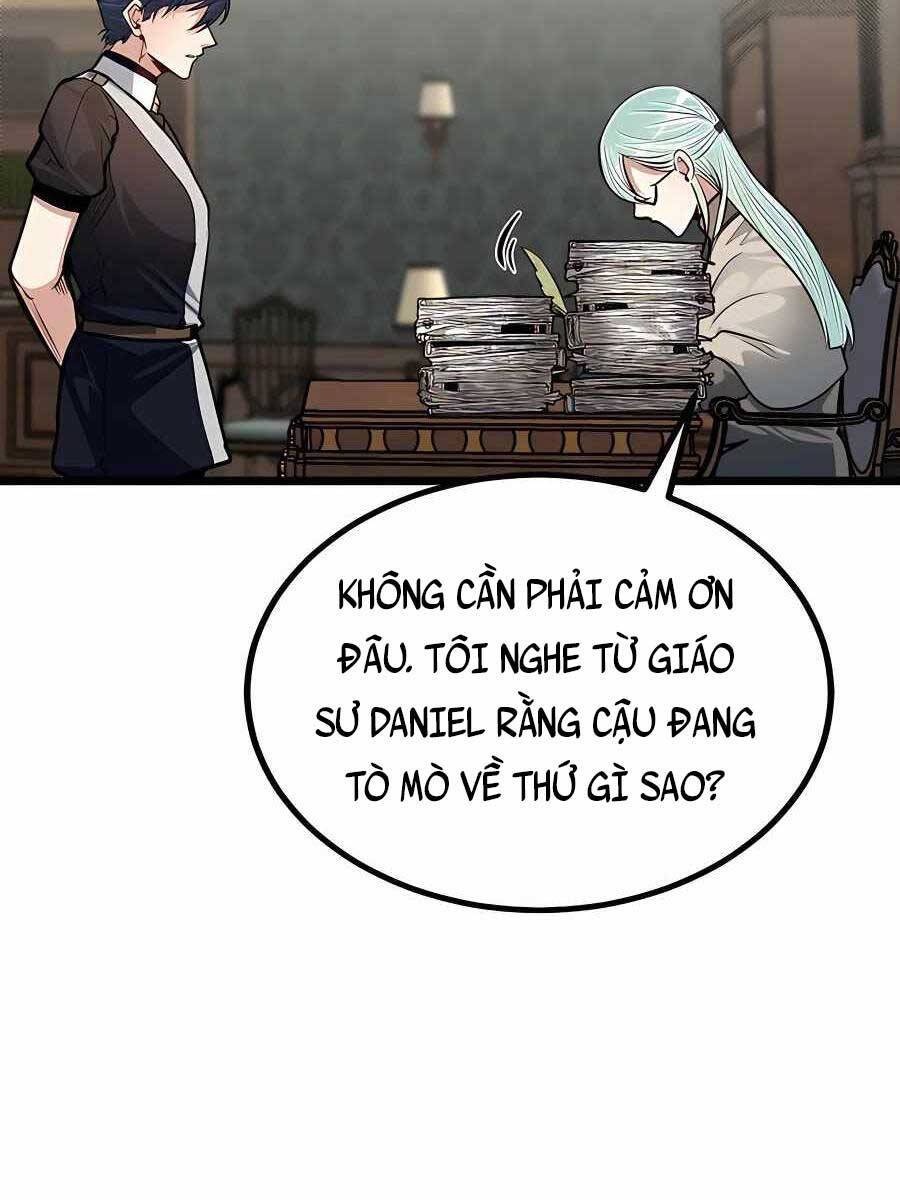 KHÔNG CẦN PHẢI CẢM ƠN
ĐÂU. TÔI NGHE TỪ GIÁO
SƯ DANIEL RẰNG CẬU ĐANG
TÒ MÒ VỀ THỨ GÌ SAO?